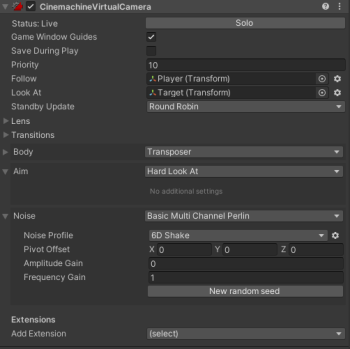 CinemachineVirtualCamera
Status: Live Solo
Game Window Guides
Save During Play
Priority 10
Follow Player (Transform)
Look At Target (Transform)
Standby Update Round Robin
Lens
Transitions
Body Transposer
Aim Hard Look At
No additional settings
Noise Basic Multi Channel Perlin
Noise Profile 6D Shake
Pivot Offset X 0 Y 0 Z 0
Amplitude Gain 0
Frequency Gain 1
New random seed
Extensions
Add Extension (select)